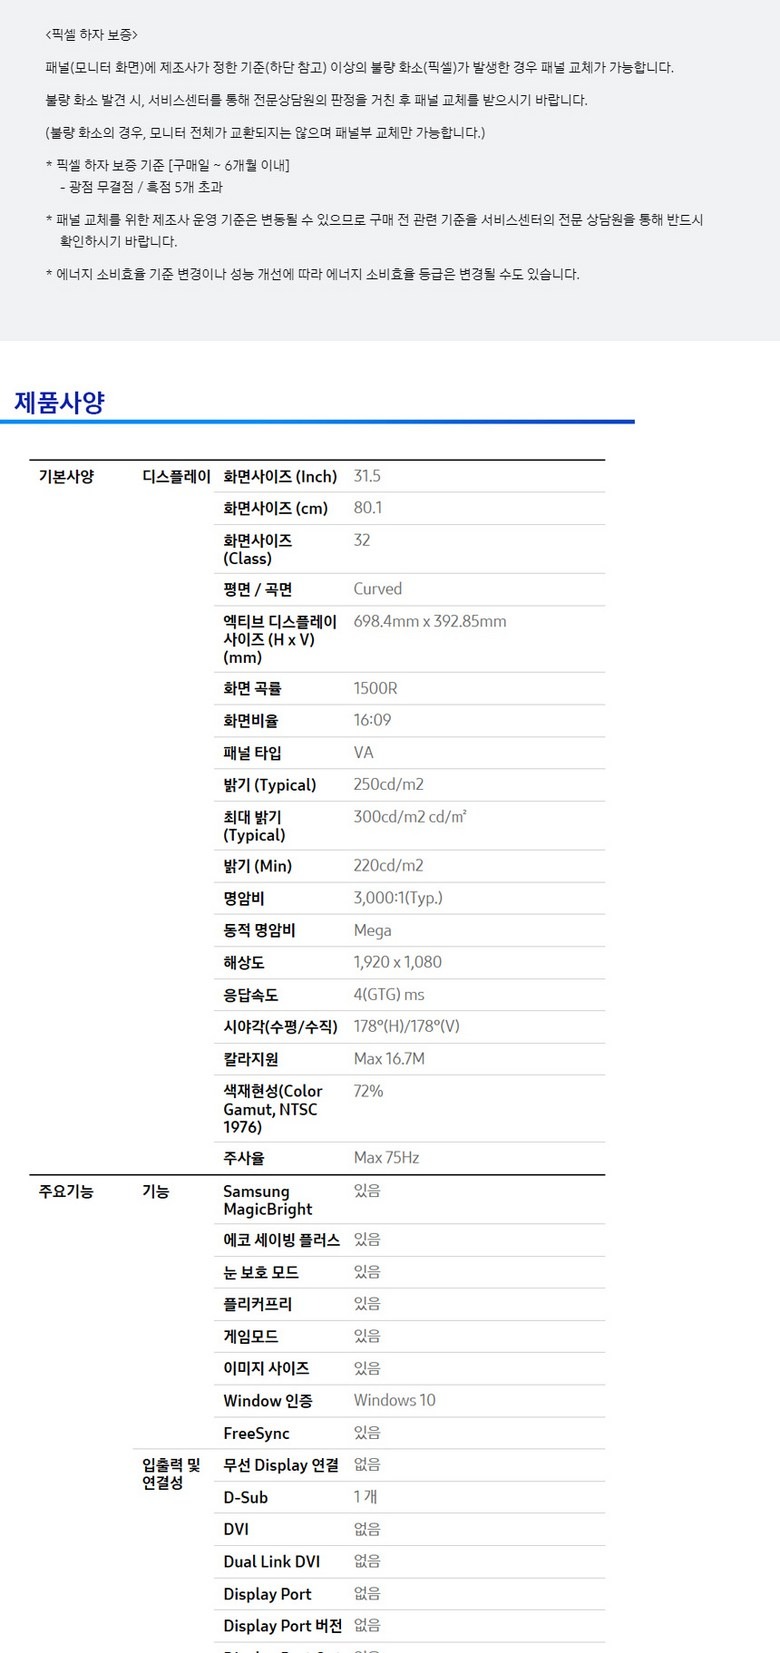 <픽셀 하자 보증>
패널(모니터 화면)에 제조사가 정한 기준(하단 참고) 이상의 불량 화소(픽셀)가 발생한 경우 패널 교체가 가능합니다.
불량 화소 발견 시, 서비스센터를 통해 전문상담원의 판정을 거친 후 패널 교체를 받으시기 바랍니다.
(불량 화소의 경우, 모니터 전체가 교환되지는 않으며 패널부 교체만 가능합니다.)
* 픽셀 하자 보증 기준 [구매일 ~ 6개월 이내]
- 광점 무결점 / 흑점 5개 초과
* 패널 교체를 위한 제조사 운영 기준은 변동될 수 있으므로 구매 전 관련 기준을 서비스센터의 전문 상담원을 통해 반드시
확인하시기 바랍니다.
* 에너지 소비효율 기준 변경이나 성능 개선에 따라 에너지 소비효율 등급은 변경될 수도 있습니다.
제품사양
기본사양 디스플레이 화면사이즈 (Inch) 31.5
화면사이즈 (cm) 80.1
화면사이즈 32
(Class)
평면 / 곡면 Curved
엑티브 디스플레이 698.4mm x 392.85mm
사이즈 (H x V)
(mm)
화면 곡률 1500R
화면비율 16:09
패널 타입 VA
밝기 (Typical) 250cd/m2
최대 밝기 300cd/m2 cd/㎡
(Typical)
밝기 (Min) 220cd/m2
명암비 3,000:1(Typ.)
동적 명암비 Mega
해상도 1,920 x 1,080
응답속도 4(GTG) ms
시야각(수평/수직) 178°(H)/178°(V)
칼라지원 Max 16.7M
색재현성(Color 72%
Gamut, NTSC
1976)
주사율 Max 75Hz
주요기능 기능 Samsung 있음
MagicBright
에코 세이빙 플러스 있음
눈 보호 모드 있음
플리커프리 있음
게임모드 있음
이미지 사이즈 있음
Window 인증 Windows 10
FreeSync 있음
입출력 및 무선 Display 연결 없음
연결성
D-Sub 1 개
DVI 없음
Dual Link DVI 없음
Display Port 없음
Display Port 버전 없음